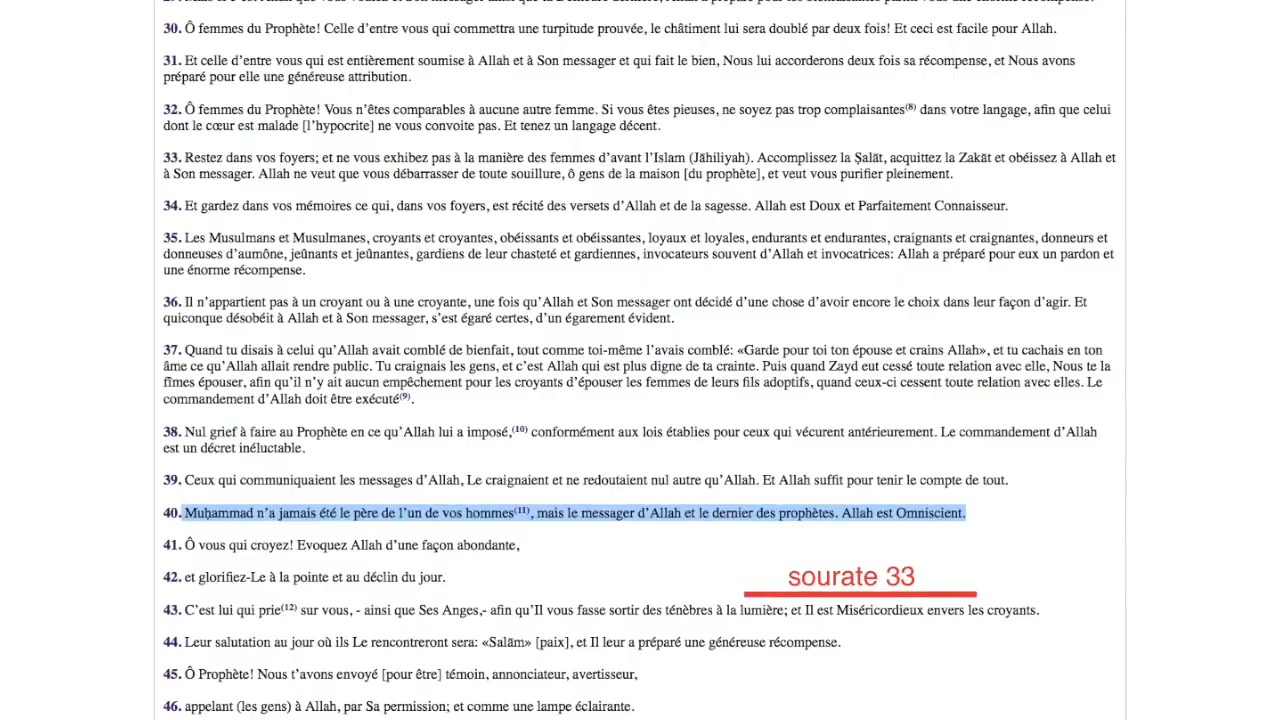 30. Ô femmes du Prophète! Celle d’entre vous qui commettra une turpitude prouvée, le châtiment lui sera doublé par deux fois! Et ceci est facile pour Allah.
31. Et celle d’entre vous qui est entièrement soumise à Allah et à Son messager et qui fait le bien, Nous lui accorderons deux fois sa récompense, et Nous avons
préparé pour elle une généreuse attribution.
32. Ô femmes du Prophète! Vous n’êtes comparables à aucune autre femme. Si vous êtes pieuses, ne soyez pas trop complaisantes(8) dans votre langage, afin que celui
dont le cœur est malade [l’hypocrite] ne vous convoite pas. Et tenez un langage décent.
33. Restez dans vos foyers; et ne vous exhibez pas à la manière des femmes d’avant l’Islam (Jāhiliyah). Accomplissez la Ṣalāt, acquittez la Zakāt et obéissez à Allah et
à Son messager. Allah ne veut que vous débarrasser de toute souillure, ô gens de la maison [du prophète], et veut vous purifier pleinement.
34. Et gardez dans vos mémoires ce qui, dans vos foyers, est récité des versets d’Allah et de la sagesse. Allah est Doux et Parfaitement Connaisseur.
35. Les Musulmans et Musulmanes, croyants et croyantes, obéissants et obéissantes, loyaux et loyales, endurants et endurantes, craignants et craignantes, donneurs et
donneuses d’aumône, jeûnants et jeûnantes, gardiens de leur chasteté et gardiennes, invocateurs souvent d’Allah et invocatrices: Allah a préparé pour eux un pardon et
une énorme récompense.
36. Il n’appartient pas à un croyant ou à une croyante, une fois qu’Allah et Son messager ont décidé d’une chose d’avoir encore le choix dans leur façon d’agir. Et
quiconque désobéit à Allah et à Son messager, s’est égaré certes, d’un égarement évident.
37. Quand tu disais à celui qu’Allah avait comblé de bienfait, tout comme toi-même l’avais comblé: «Garde pour toi ton épouse et crains Allah», et tu cachais en ton
âme ce qu’Allah allait rendre public. Tu craignais les gens, et c’est Allah qui est plus digne de ta crainte. Puis quand Zayd eut cessé toute relation avec elle, Nous te la
fîmes épouser, afin qu’il n’y ait aucun empêchement pour les croyants d’épouser les femmes de leurs fils adoptifs, quand ceux-ci cessent toute relation avec elles. Le
commandement d’Allah doit être exécuté(9).
38. Nul grief à faire au Prophète en ce qu’Allah lui a imposé,(10) conformément aux lois établies pour ceux qui vécurent antérieurement. Le commandement d’Allah
est un décret inéluctable.
39. Ceux qui communiquaient les messages d’Allah, Le craignaient et ne redoutaient nul autre qu’Allah. Et Allah suffit pour tenir le compte de tout.
40. Muḥammad n’a jamais été le père de l’un de vos hommes(11), mais le messager d’Allah et le dernier des prophètes. Allah est Omniscient.
41. Ô vous qui croyez! Evoquez Allah d’une façon abondante,
42. et glorifiez-Le à la pointe et au déclin du jour.
sourate 33
43. C’est lui qui prie(12) sur vous, - ainsi que Ses Anges,- afin qu’Il vous fasse sortir des ténèbres à la lumière; et Il est Miséricordieux envers les croyants.
44. Leur salutation au jour où ils Le rencontreront sera: «Salām» [paix], et Il leur a préparé une généreuse récompense.
45. Ô Prophète! Nous t’avons envoyé [pour être] témoin, annonciateur, avertisseur,
46. appelant (les gens) à Allah, par Sa permission; et comme une lampe éclairante.